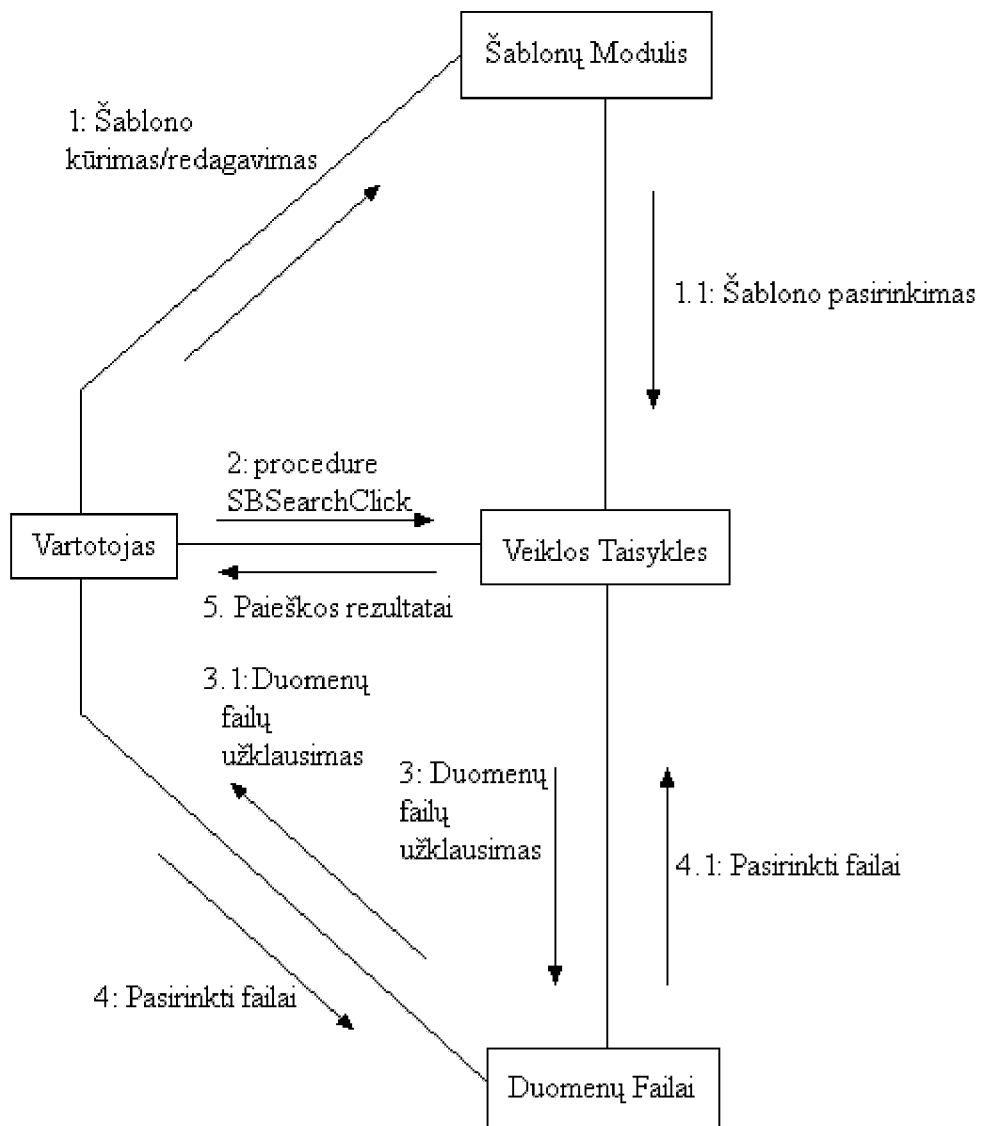 Šablonų Modulis
1: Šablono
kūrimas/redagavimas
1.1: Šablono pasirinkimas
2: procedure
SBSearchClick
Vartotojas
Veiklos Taisykles
5. Paieškos rezultatai
3.1:Duomenų
failų
užklausimas
3: Duomenų
failų
užklausimas
4.1: Pasirinkti failai
4: Pasirinkti failai
Duomenų Failai